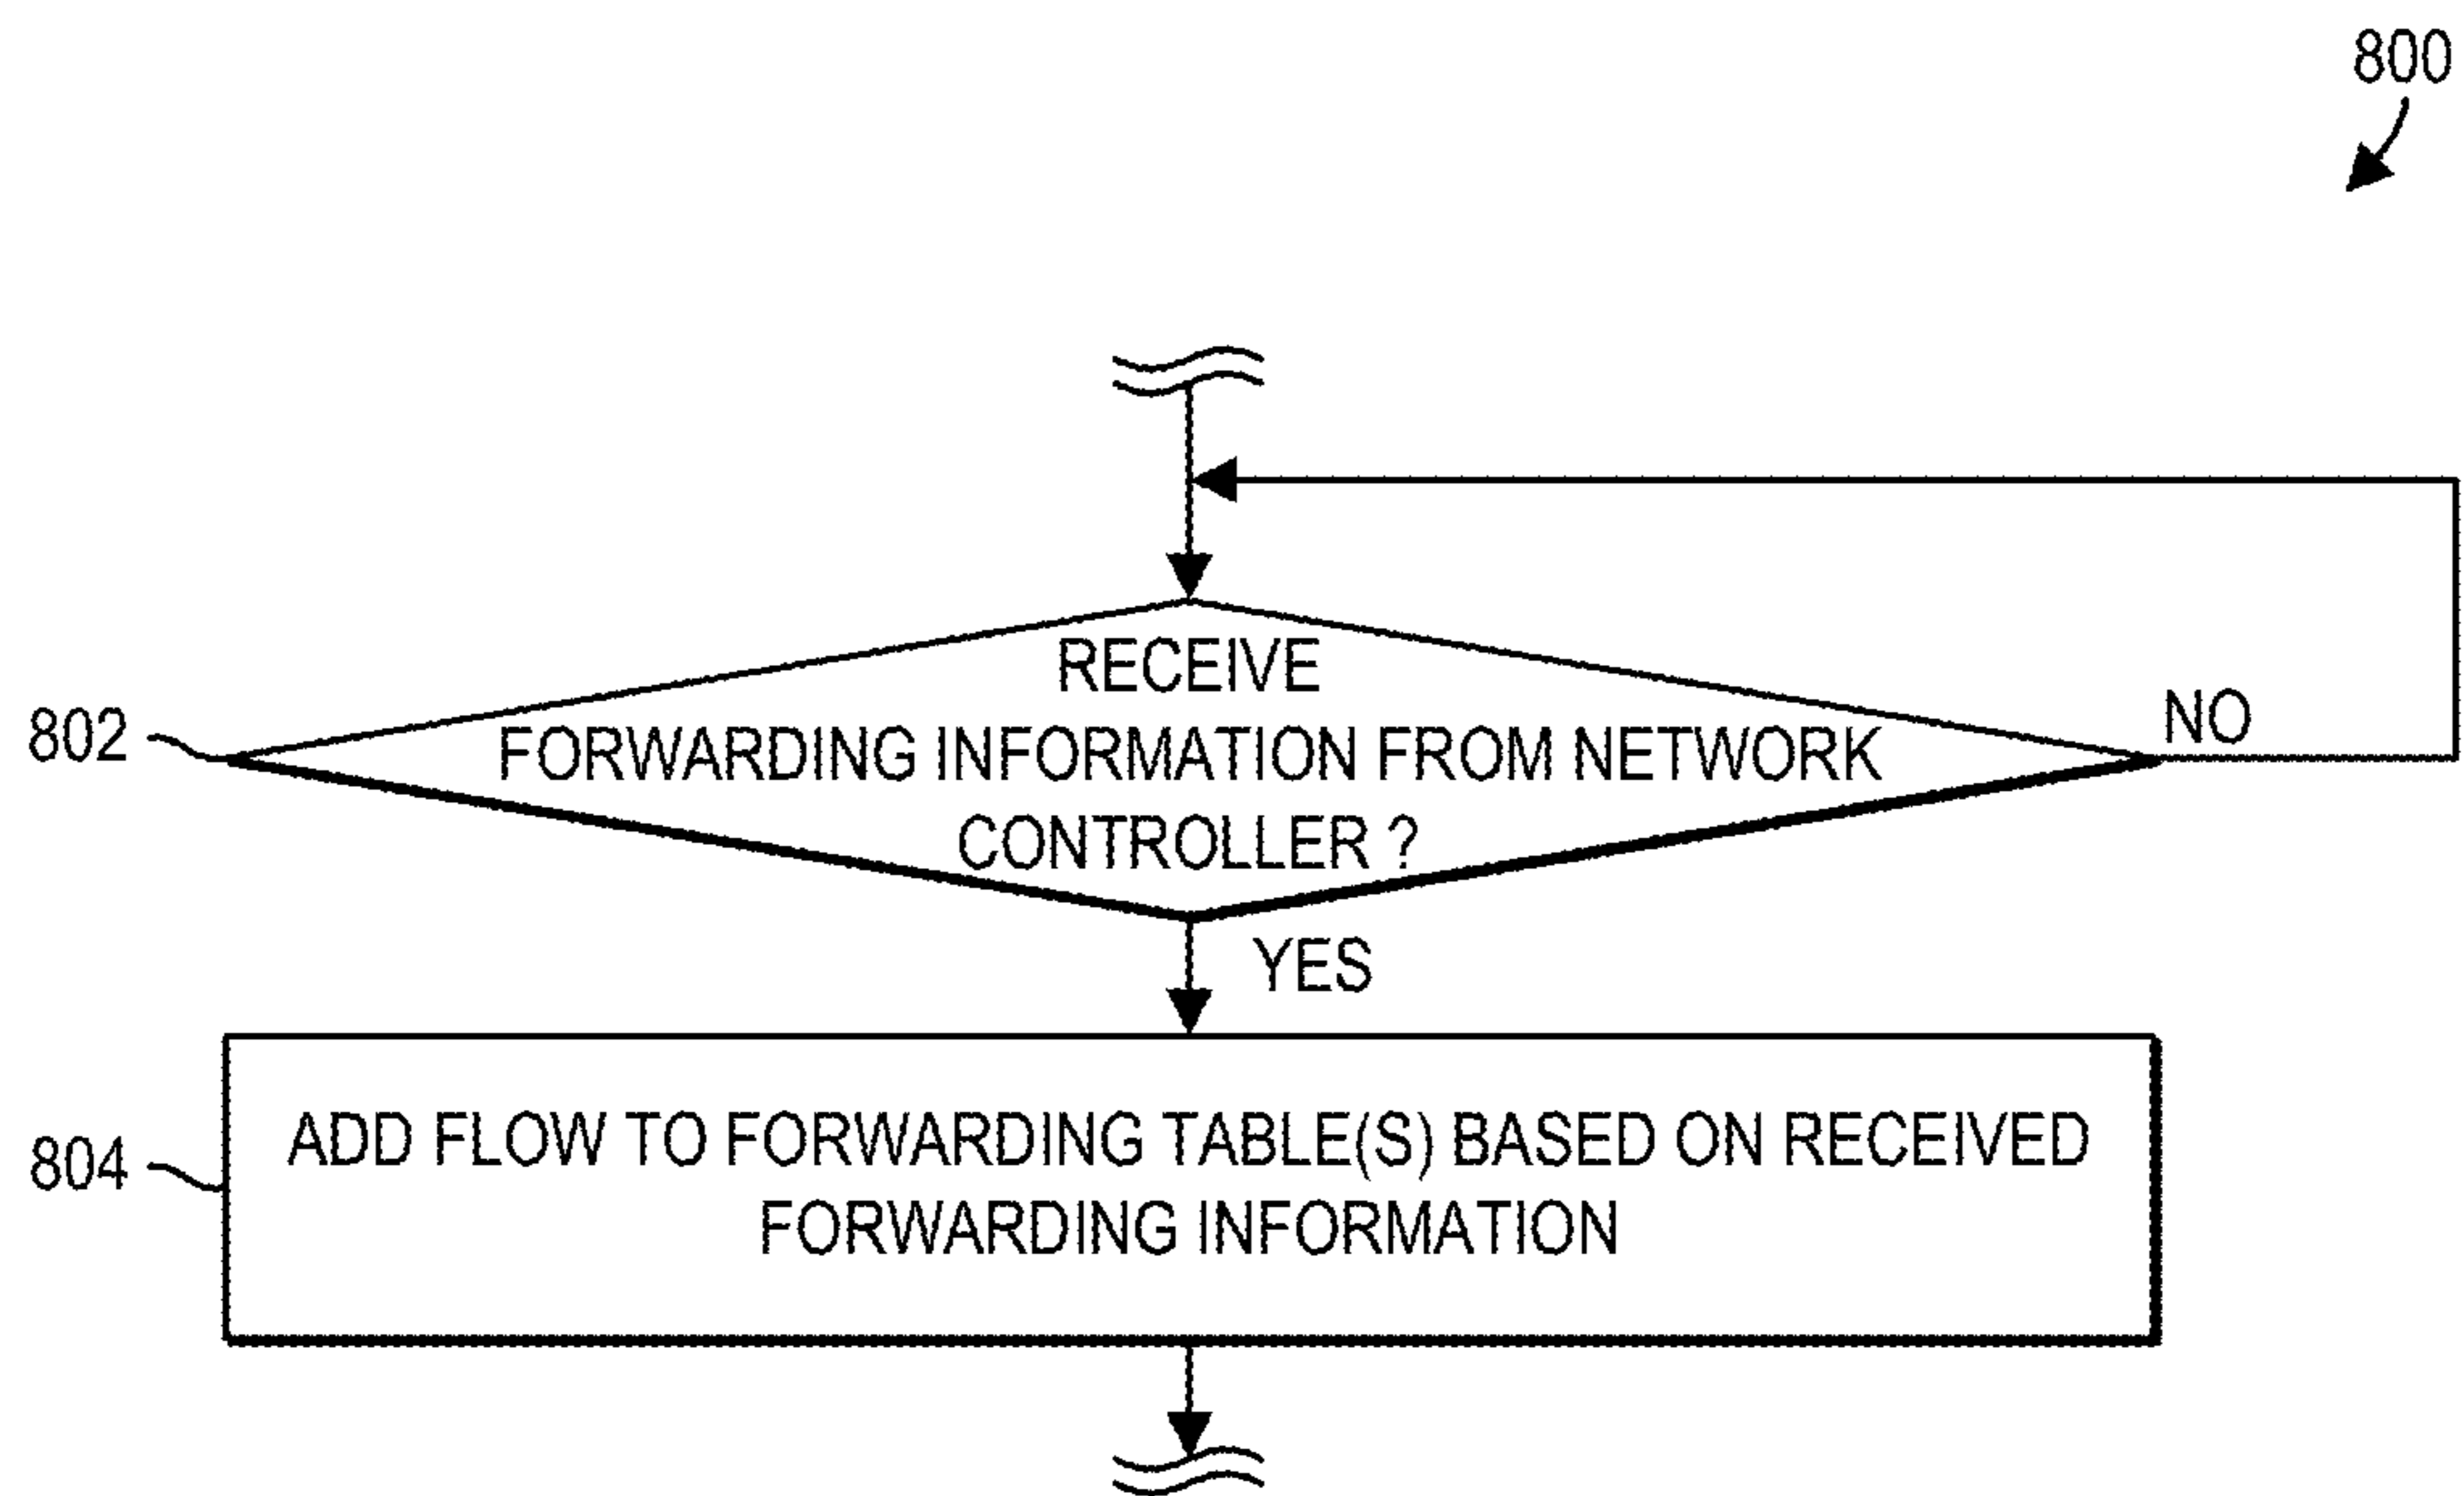 800
RECEIVE
FORWARDING INFORMATION FROM NETWORK
CONTROLLER ?
802
NO
YES
ADD FLOW TO FORWARDING TABLE(S) BASED ON RECEIVED
FORWARDING INFORMATION
804